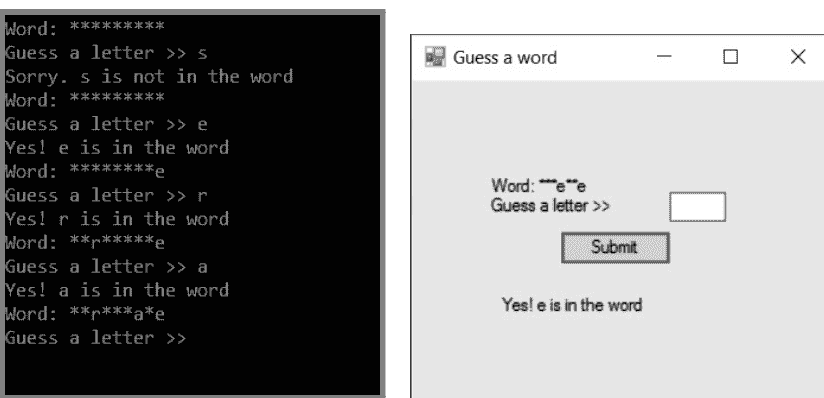 Word: *********
Guess a letter >> s
Sorry. s is not in the word
Word: *********
Guess a letter >> e
Yes! e is in the word
Word: ********e
Guess a letter >> r
Yes! r is in the word
Word: **r*****e
Guess a letter >> a
Yes! a is in the word
Word: **r***a*e
Guess a letter >>
Guess a word
Word: ***e**e
Guess a letter >>
Submit
Yes! e is in the word